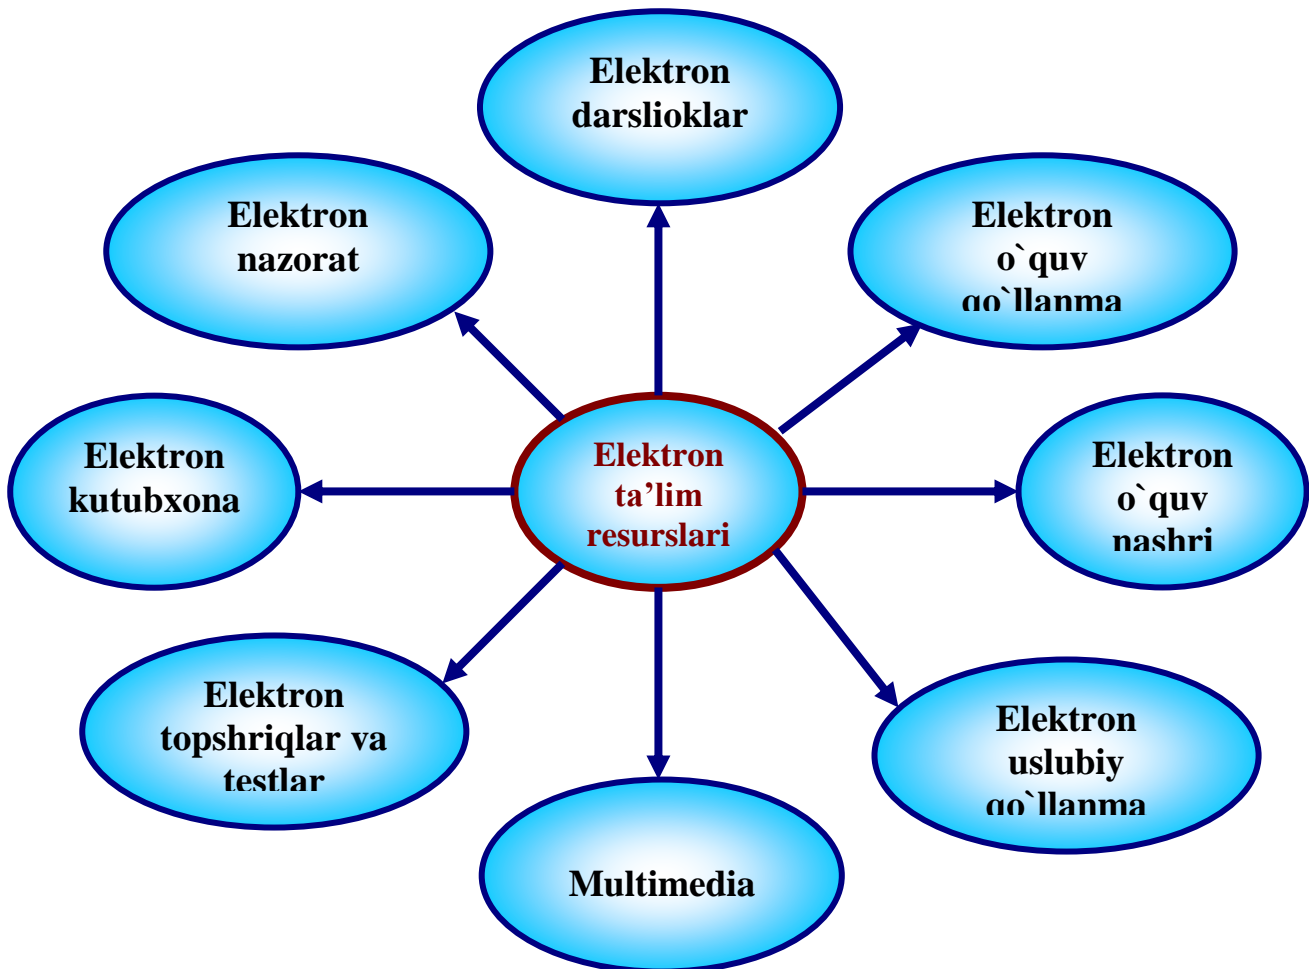 Elektron
darslioklar
Elektron
nazorat
Elektron
o`quv
qo`llanma
Elektron
kutubxona
Elektron
ta’lim
resurslari
Elektron
o`quv
nashri
Elektron
topshriqlar va
testlar
Elektron
uslubiy
qo`llanma
Multimedia